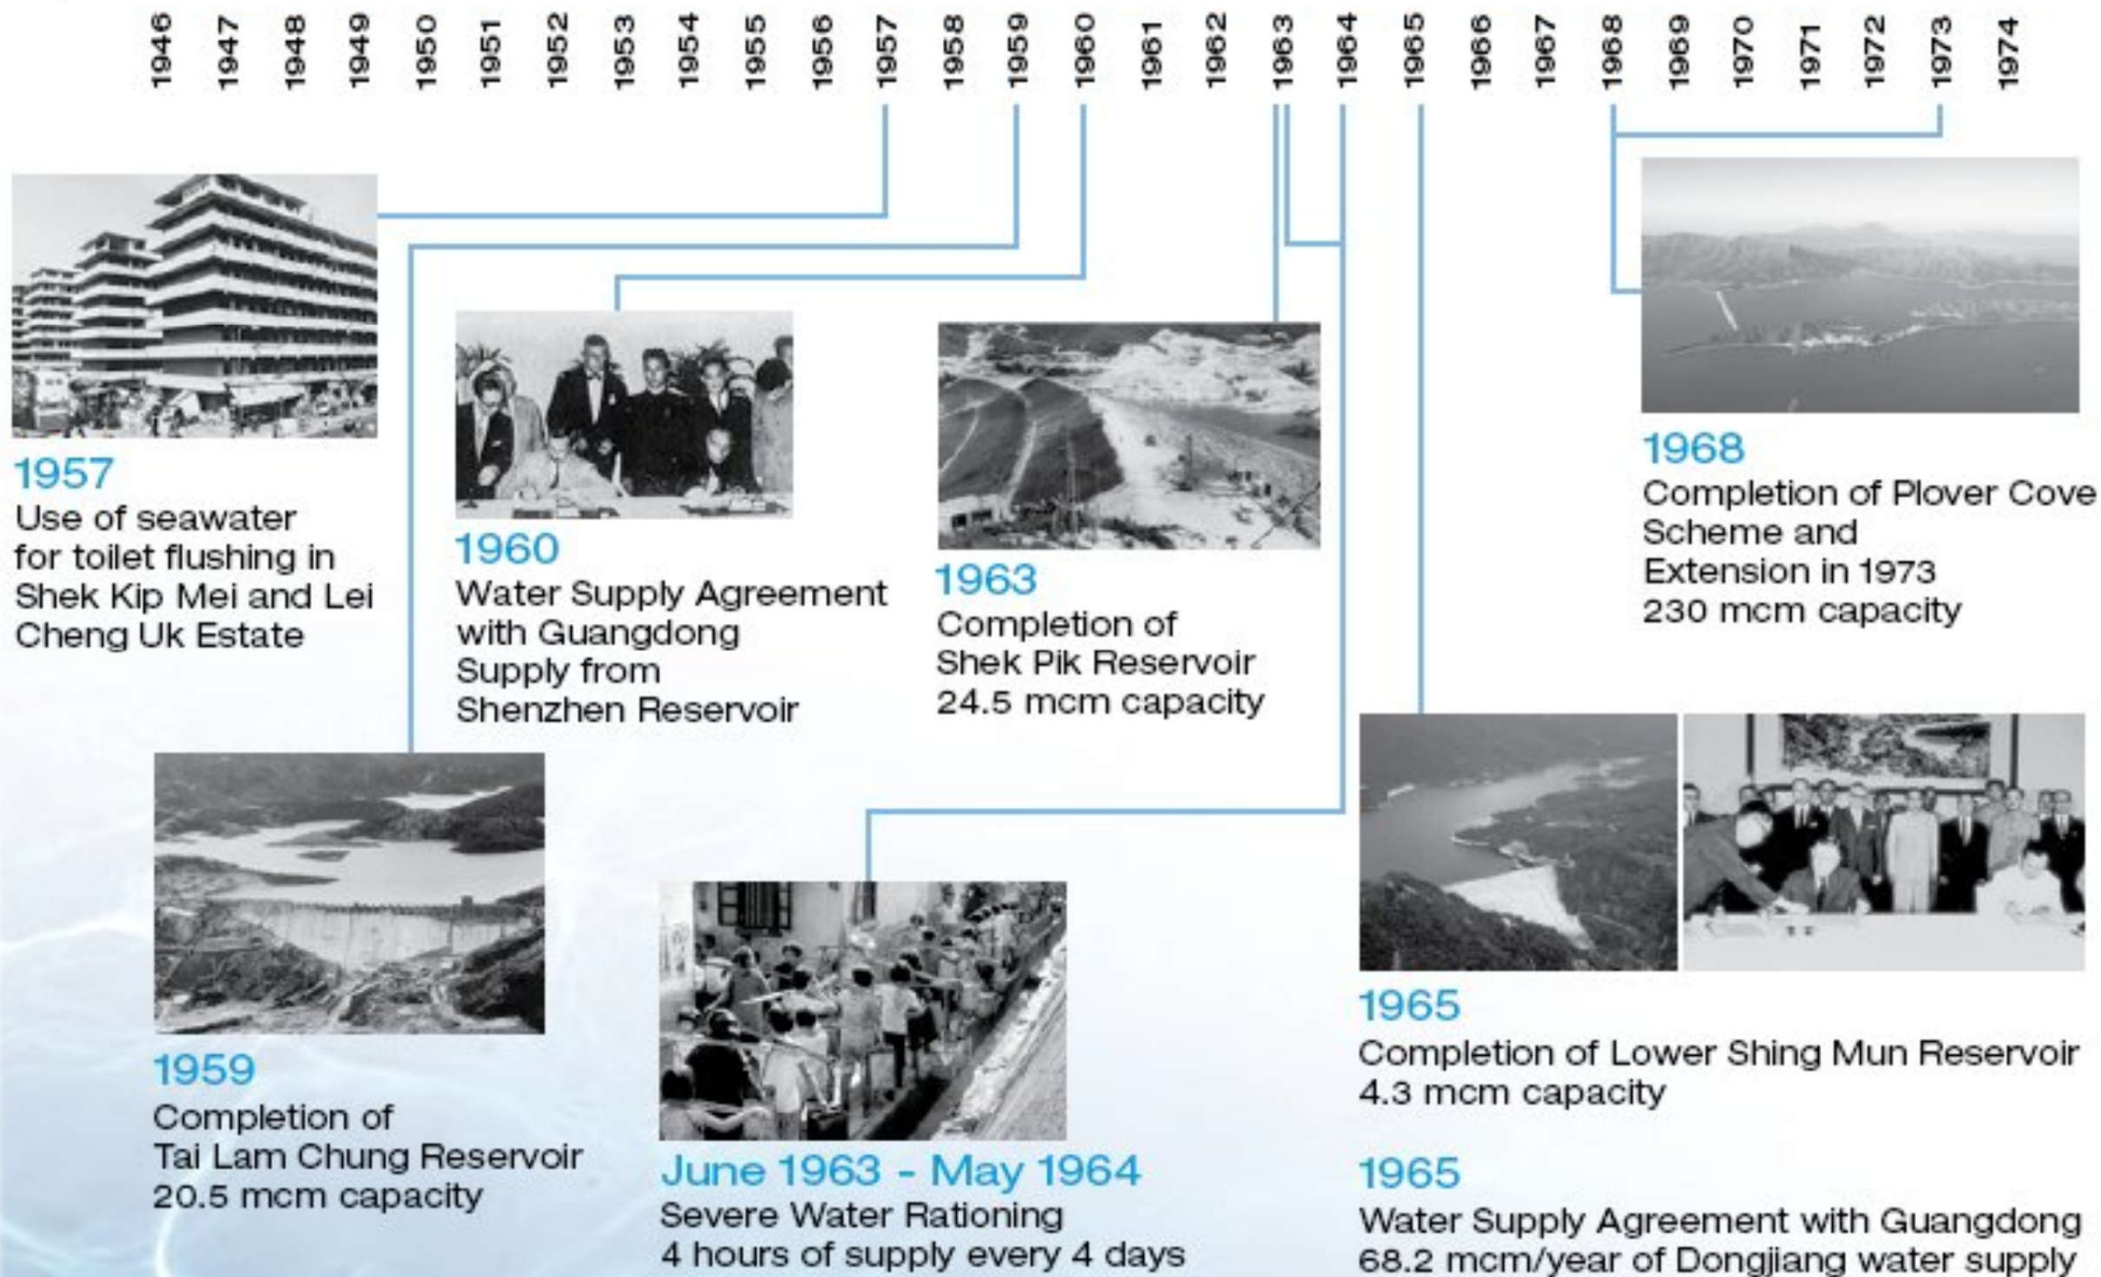 1946 1947 1948 1949 1950 1951 1952 1953 1954 1955 1956 1957 1958 1959 1960 1961 1962 1963 1964 1965 1966 1967 1968 1969 1970 1971 1972 1973 1974
1957
Use of seawater
for toilet flushing in
Shek Kip Mei and Lei
Cheng Uk Estate
1959
Completion of
Tai Lam Chung Reservoir
20.5 mcm capacity
1960
Water Supply Agreement
with Guangdong
Supply from
Shenzhen Reservoir
1963
Completion of
Shek Pik Reservoir
24.5 mcm capacity
June 1963 - May 1964
Severe Water Rationing
4 hours of supply every 4 days
1965
Completion of Lower Shing Mun Reservoir
4.3 mcm capacity
1965
Water Supply Agreement with Guangdong
68.2 mcm/year of Dongjiang water supply
1968
Completion of Plover Cove
Scheme and
Extension in 1973
230 mcm capacity